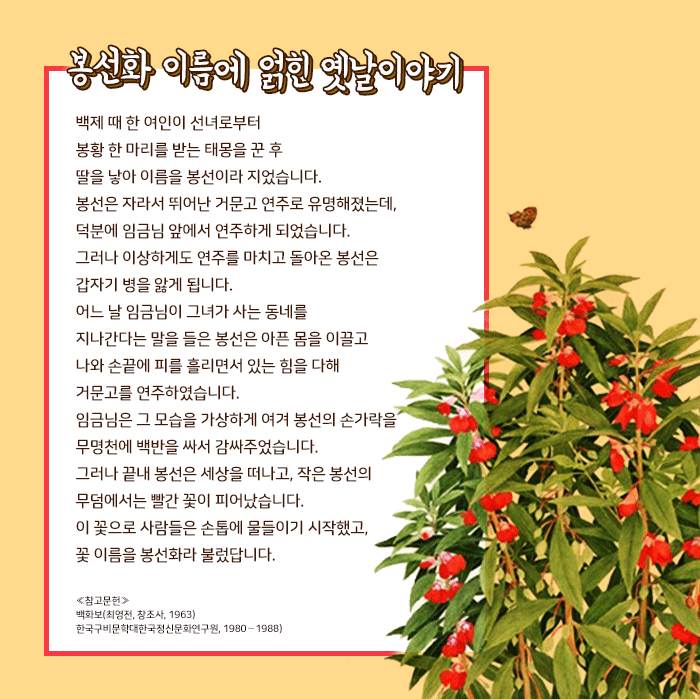 봉선화 이름에 얽힌 옛날이야기
백제 때 한 여인이 선녀로부터
봉황 한 마리를 받는 태몽을 꾼 후
딸을 낳아 이름을 봉선이라 지었습니다.
봉선은 자라서 뛰어난 거문고 연주로 유명해졌는데,
덕분에 임금님 앞에서 연주하게 되었습니다.
그러나 이상하게도 연주를 마치고 돌아온 봉선은
갑자기 병을 앓게 됩니다.
어느 날 임금님이 그녀가 사는 동네를
지나간다는 말을 들은 봉선은 아픈 몸을 이끌고
나와 손끝에 피를 흘리면서 있는 힘을 다해
거문고를 연주하였습니다.
임금님은 그 모습을 가상하게 여겨 봉선의 손가락을
무명천에 백반을 싸서 감싸주었습니다.
그러나 끝내 봉선은 세상을 떠나고, 작은 봉선의
무덤에서는 빨간 꽃이 피어났습니다.
이 꽃으로 사람들은 손톱에 물들이기 시작했고,
꽃 이름을 봉선화라 불렀답니다.
≪참고문헌≫
백화보(최영전, 창조사, 1963)
한국구비문학대한국정신문화연구원, 1980－1988)